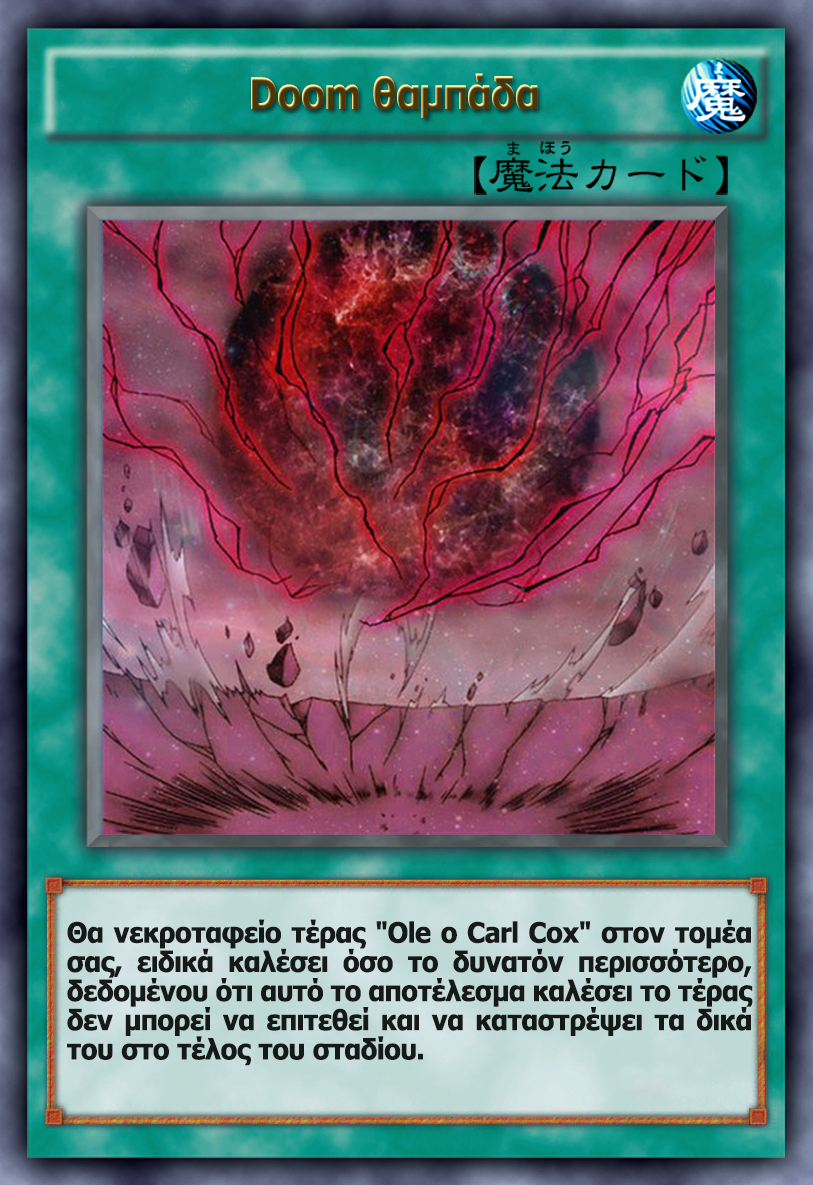 Doom θαμπάδα
ま
魔
ま ほう
【魔法カード】
Θα νεκροταφείο τέρας "Ole ο Carl Cox" στον τομέα
σας, ειδικά καλέσει όσο το δυνατόν περισσότερο,
δεδομένου ότι αυτό το αποτέλεσμα καλέσει το τέρας
δεν μπορεί να επιτεθεί και να καταστρέψει τα δικά
του στο τέλος του σταδίου.